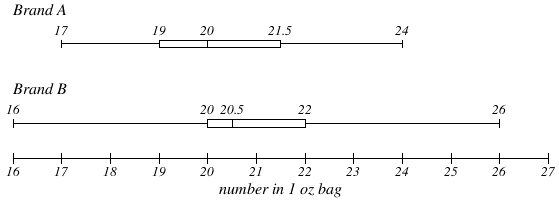 Brand A
17 19 20 21.5 24
Brand B
16 20 20.5 22 26
16 17 18 19 20 21 22 23 24 25 26 27
number in 1 oz bag